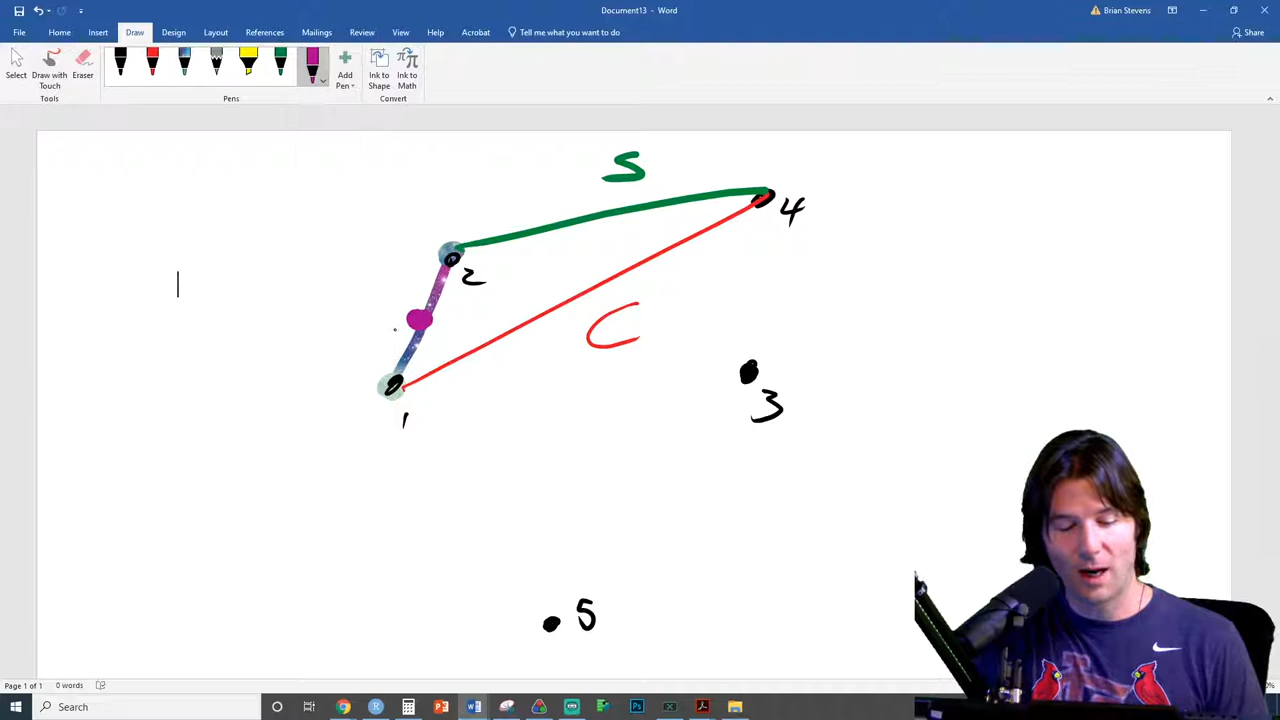 Document13 - Word
Brian Stevens
File Home Insert Draw Design Layout References Mailings Review View Help Acrobat Tell me what you want to do
Share
Select
Draw with Touch
Eraser
Add Pen
Ink to Shape
Ink to Math
Tools
Pens
Convert
S
4
2
C
1
3
5
Page 1 of 1 0 words
Search